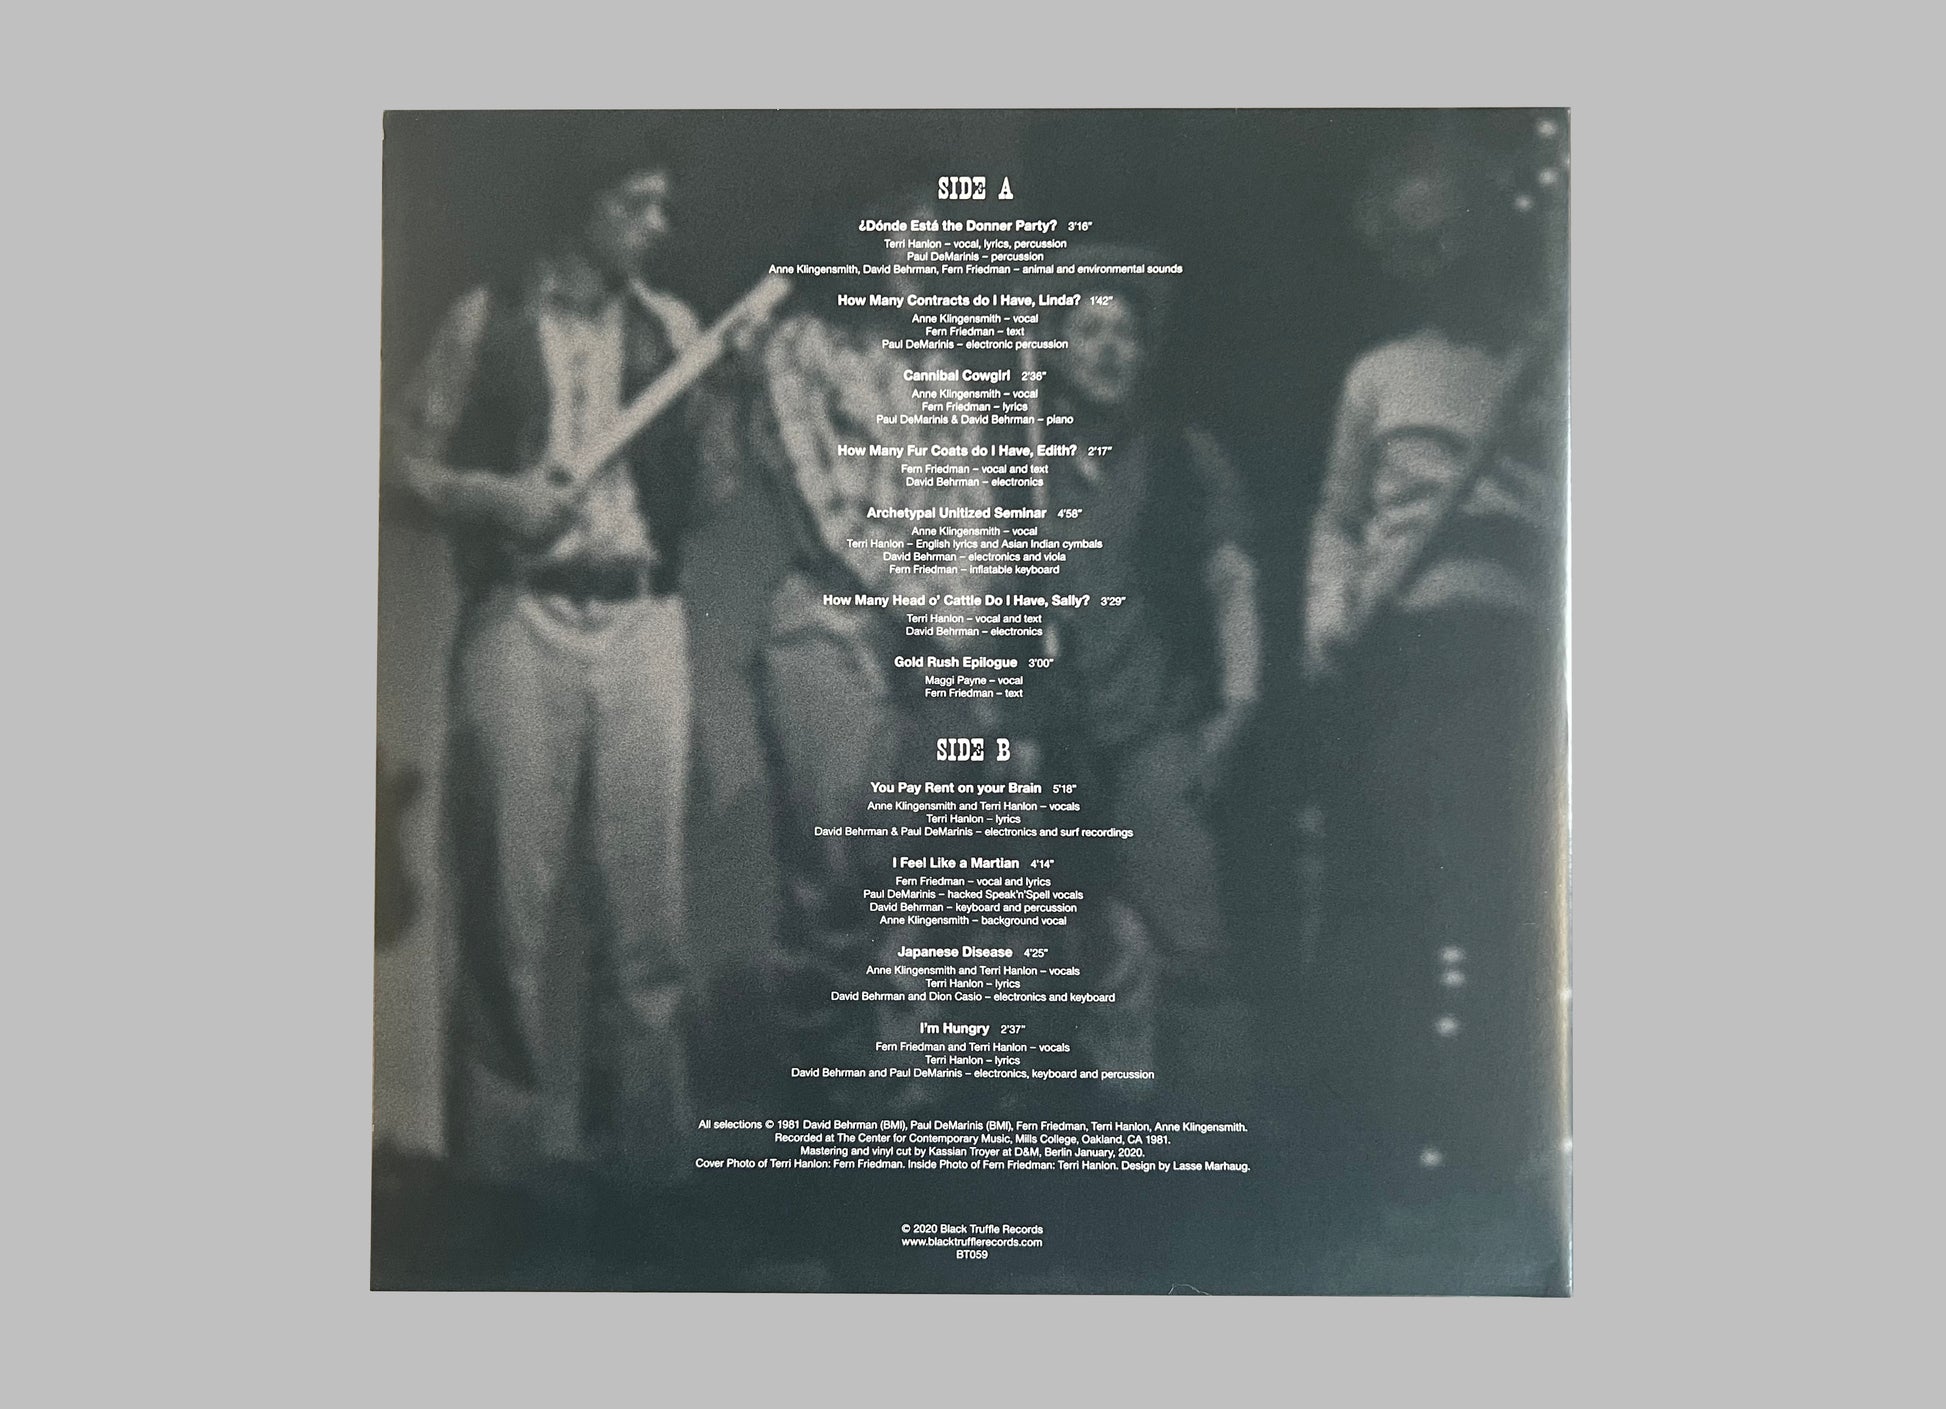 SIDE A
¿Dónde Está the Donner Party? 3'16"
Terri Hanlon – vocal, lyrics, percussion
Paul DeMarinis – percussion
Anne Klingensmith, David Behrman, Fern Friedman – animal and environmental sounds
How Many Contracts do I Have, Linda? 1'42"
Anne Klingensmith – vocal
Fern Friedman – text
Paul DeMarinis – electronic percussion
Cannibal Cowgirl 2'36"
Anne Klingensmith – vocal
Fern Friedman – lyrics
Paul DeMarinis & David Behrman – piano
How Many Fur Coats do I Have, Edith? 2'17"
Fern Friedman – vocal and text
David Behrman – electronics
Archetypal Unitized Seminar 4'56"
Anne Klingensmith – vocal
Terri Hanlon – English lyrics and Asian Indian cymbals
David Behrman – electronics and viola
Fern Friedman – inflatable keyboard
How Many Head o' Cattle Do I Have, Sally? 3'29"
Terri Hanlon – vocal and text
David Behrman – electronics
Gold Rush Epilogue 3'00"
Maggi Payne – vocal
Fern Friedman – text
SIDE B
You Pay Rent on your Brain 5'18"
Anne Klingensmith and Terri Hanlon – vocals
Terri Hanlon – lyrics
David Behrman & Paul DeMarinis – electronics and surf recordings
I Feel Like a Martian 4'14"
Fern Friedman – vocal and lyrics
Paul DeMarinis – hacked Speak'n'Spell vocals
David Behrman – keyboard and percussion
Anne Klingensmith – background vocal
Japanese Disease 4'25"
Anne Klingensmith and Terri Hanlon – vocals
Terri Hanlon – lyrics
David Behrman and Dion Casio – electronics and keyboard
I'm Hungry 2'37"
Fern Friedman and Terri Hanlon – vocals
Terri Hanlon – lyrics
David Behrman and Paul DeMarinis – electronics, keyboard and percussion
All selections © 1981 David Behrman (BMI), Paul DeMarinis (BMI), Fern Friedman, Terri Hanlon, Anne Klingensmith.
Recorded at The Center for Contemporary Music, Mills College, Oakland, CA 1981.
Mastering and vinyl cut by Kassian Troyer at D&M, Berlin January, 2020.
Cover Photo of Terri Hanlon: Fern Friedman. Inside Photo of Fern Friedman: Terri Hanlon. Design by Lasse Marhaug.
© 2020 Black Truffle Records
www.blacktrufflerecords.com
BT059